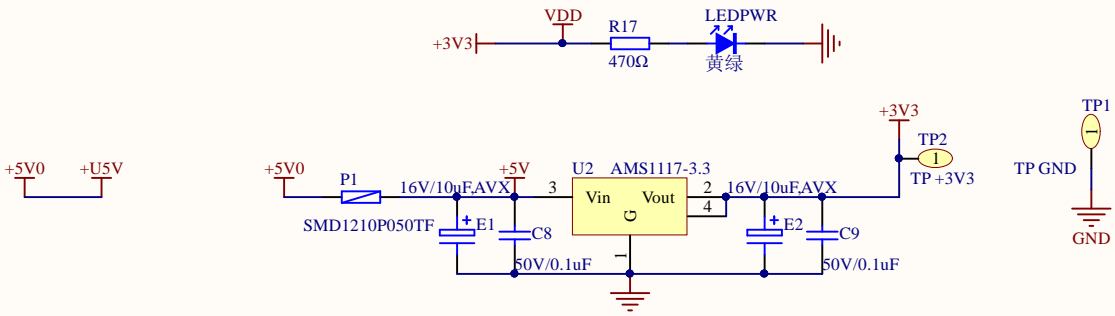 VDD
LEDPWR
R17
+3V3
470Ω
黄绿
+3V3
TP1
1
TP2
1
TP GND
TP +3V3
GND
+5V0
+U5V
+5V0
P1
SMD1210P050TF
16V/10uF,AVX
+5V
U2
AMS1117-3.3
3
Vin
Vout
G
2
4
1
16V/10uF,AVX
+
E1
C8
50V/0.1uF
+
E2
C9
50V/0.1uF